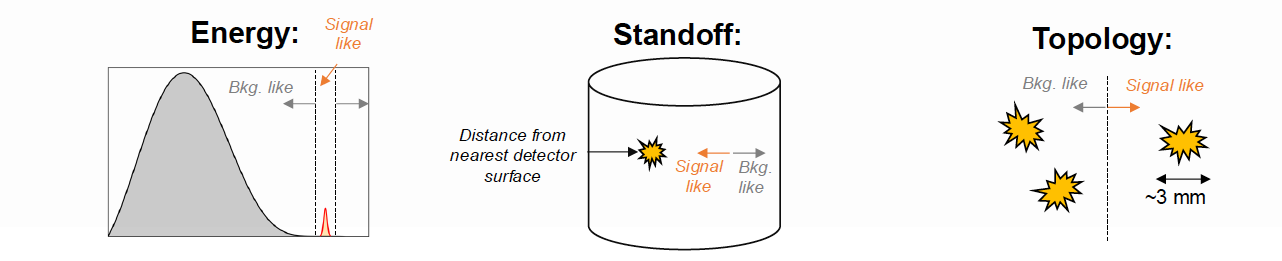 Energy:
Signal
like
Bkg. like
Standoff:
Distance from
nearest detector
surface
Signal
like
Bkg.
like
Topology:
Bkg. like
Signal like
~3 mm